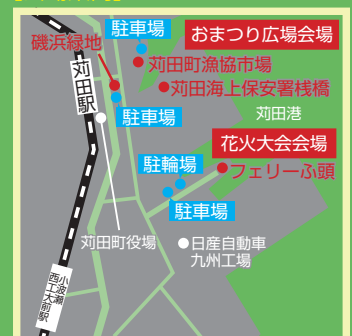 駐車場
おまつり広場会場
磯浜緑地
苅田町漁協市場
苅田海上保安署桟橋
苅田駅
駐車場
苅田港
花火大会会場
駐輪場
フェリーふ頭
駐車場
苅田町役場
日産自動車
九州工場
小波瀬
西工大前駅